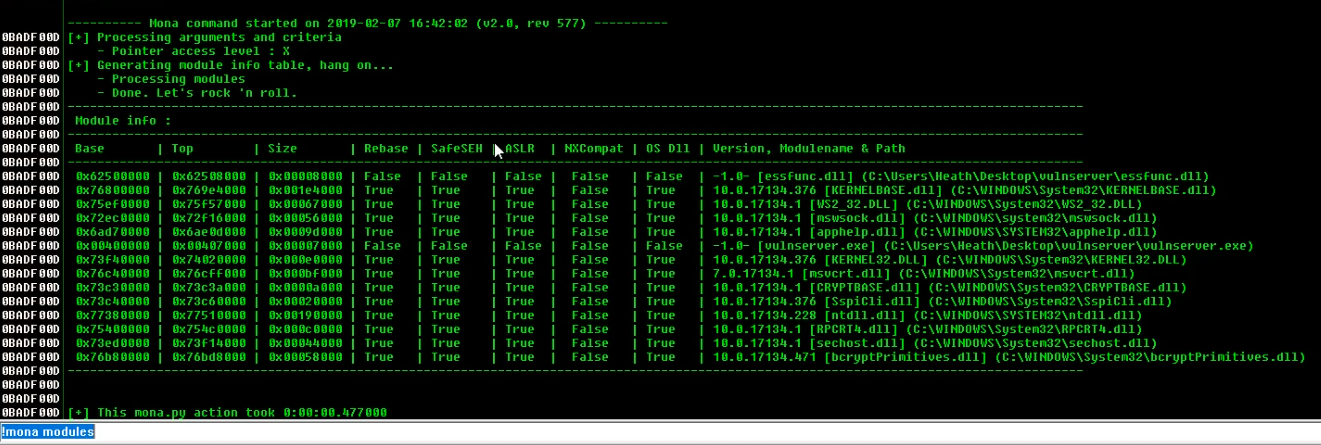 ---------- Mona command started on 2019-02-07 16:42:02 (v2.0, rev 577) ----------
0BADF00D [+] Processing arguments and criteria
0BADF00D     - Pointer access level : X
0BADF00D [+] Generating module info table, hang on...
0BADF00D     - Processing modules
0BADF00D     - Done. Let's rock 'n roll.
0BADF00D ----------------------------------------------------------------------
0BADF00D Module info :
0BADF00D ----------------------------------------------------------------------
0BADF00D Base | Top | Size | Rebase | SafeSEH | ASLR | NXCompat | OS Dll | Version, Modulename & Path
0BADF00D ----------------------------------------------------------------------
0BADF00D 0x62500000 | 0x62508000 | 0x00008000 | False | False | False | False | False | -1.0- [essfunc.dll] (C:\Users\Heath\Desktop\vulnserver\essfunc.dll)
0BADF00D 0x76800000 | 0x769e4000 | 0x001e4000 | True | True | True | False | True | 10.0.17134.376 [KERNELBASE.dll] (C:\WINDOWS\System32\KERNELBASE.dll)
0BADF00D 0x75ef0000 | 0x75f57000 | 0x00067000 | True | True | True | False | True | 10.0.17134.1 [WS2_32.DLL] (C:\WINDOWS\System32\WS2_32.DLL)
0BADF00D 0x72ec0000 | 0x72f16000 | 0x00056000 | True | True | True | False | True | 10.0.17134.1 [mswsock.dll] (C:\WINDOWS\system32\mswsock.dll)
0BADF00D 0x6ad70000 | 0x6ae0d000 | 0x0009d000 | True | True | True | False | True | 10.0.17134.1 [apphelp.dll] (C:\WINDOWS\SYSTEM32\apphelp.dll)
0BADF00D 0x00400000 | 0x00407000 | 0x00007000 | False | False | False | False | False | -1.0- [vulnserver.exe] (C:\Users\Heath\Desktop\vulnserver\vulnserver.exe)
0BADF00D 0x73f40000 | 0x74020000 | 0x000e0000 | True | True | True | False | True | 10.0.17134.376 [KERNEL32.DLL] (C:\WINDOWS\System32\KERNEL32.DLL)
0BADF00D 0x76c40000 | 0x76cff000 | 0x000bf000 | True | True | True | False | True | 7.0.17134.1 [msvcrt.dll] (C:\WINDOWS\System32\msvcrt.dll)
0BADF00D 0x73c30000 | 0x73c3a000 | 0x0000a000 | True | True | True | False | True | 10.0.17134.1 [CRYPTBASE.dll] (C:\WINDOWS\System32\CRYPTBASE.dll)
0BADF00D 0x73c40000 | 0x73c60000 | 0x00020000 | True | True | True | False | True | 10.0.17134.376 [SspiCli.dll] (C:\WINDOWS\System32\SspiCli.dll)
0BADF00D 0x77380000 | 0x77510000 | 0x00190000 | True | True | True | False | True | 10.0.17134.228 [ntdll.dll] (C:\WINDOWS\SYSTEM32\ntdll.dll)
0BADF00D 0x75400000 | 0x754c0000 | 0x000c0000 | True | True | True | False | True | 10.0.17134.1 [RPCRT4.dll] (C:\WINDOWS\System32\RPCRT4.dll)
0BADF00D 0x73ed0000 | 0x73f14000 | 0x00044000 | True | True | True | False | True | 10.0.17134.1 [sechost.dll] (C:\WINDOWS\System32\sechost.dll)
0BADF00D 0x76b80000 | 0x76bd8000 | 0x00058000 | True | True | True | False | True | 10.0.17134.471 [bcryptPrimitives.dll] (C:\WINDOWS\System32\bcryptPrimitives.dll)
0BADF00D ----------------------------------------------------------------------
0BADF00D
0BADF00D
0BADF00D [+] This mona.py action took 0:00:00.477000
!mona modules